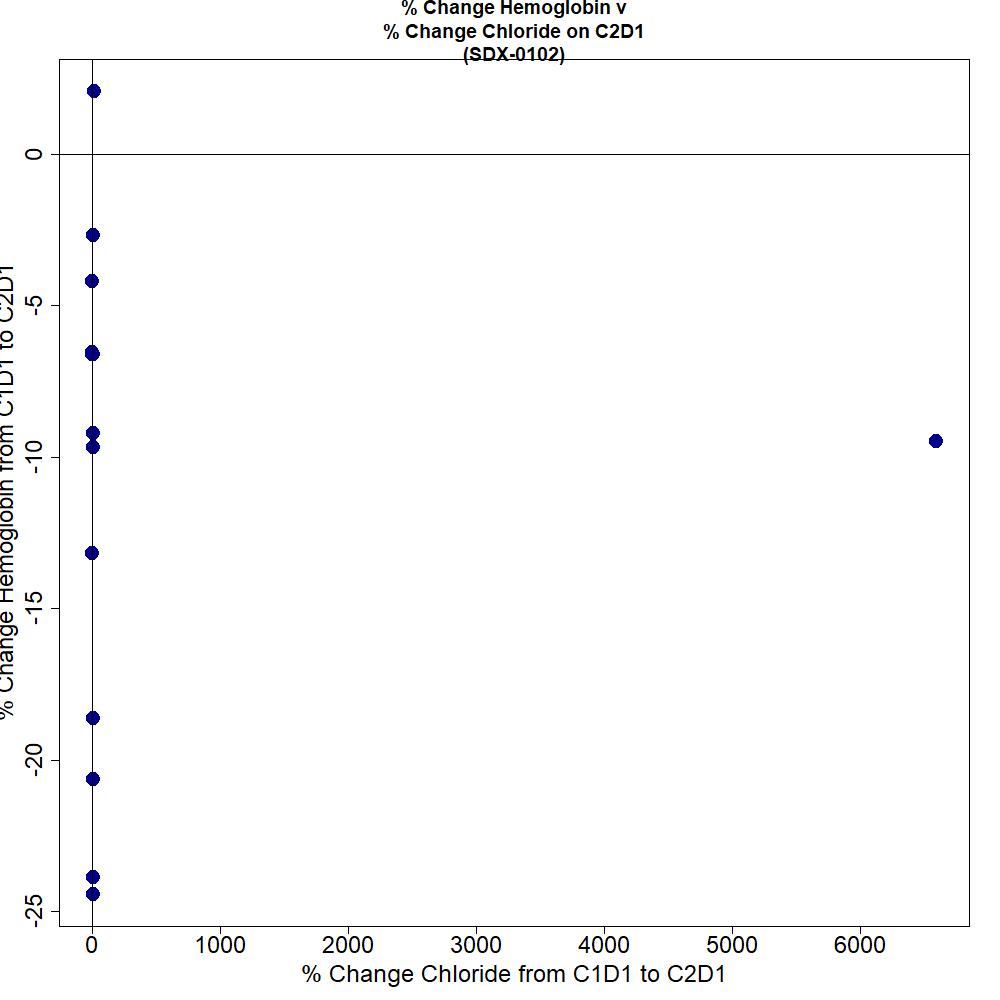 % Change Hemoglobin v
% Change Chloride on C2D1
(SDX-0102)
% Change Hemoglobin from C1D1 to C2D1
0
-5
-10
-15
-20
-25
0 1000 2000 3000 4000 5000 6000
% Change Chloride from C1D1 to C2D1